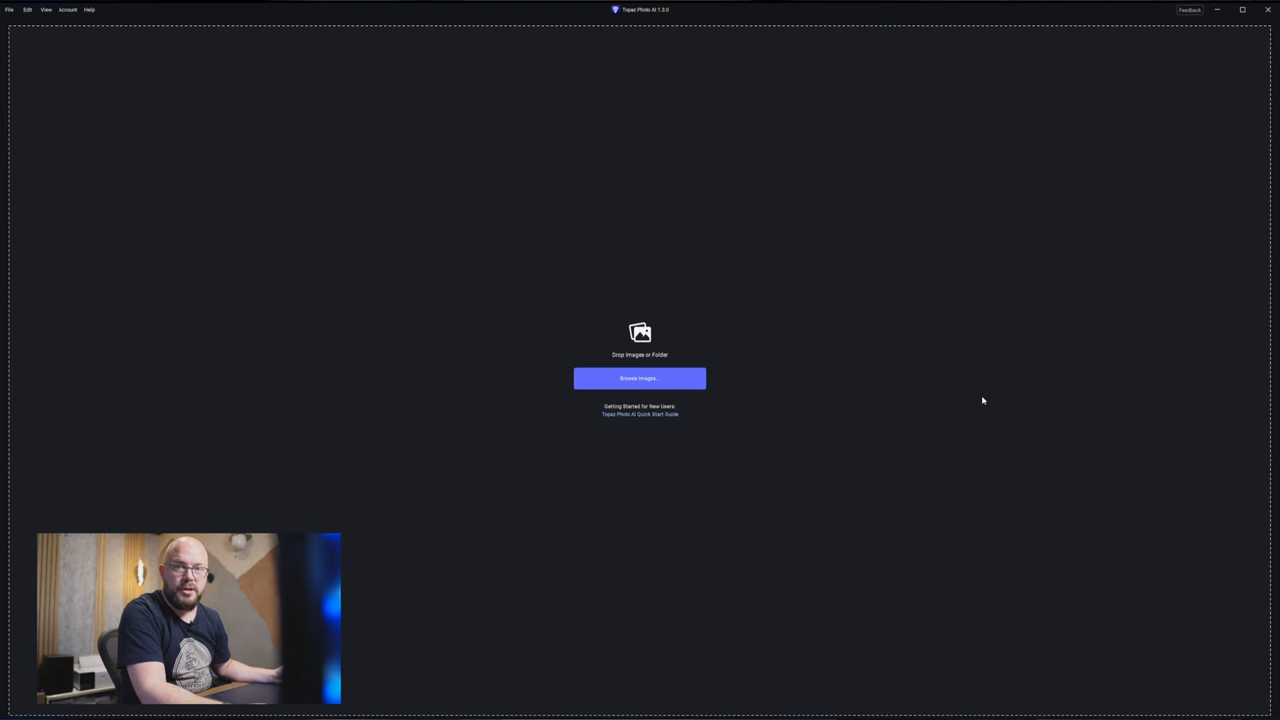 File Edit View Account Help
Topaz Photo AI 1.3.0
Feedback
Drop Images or Folder
Browse Images...
Getting Started for New Users:
Topaz Photo AI Quick Start Guide